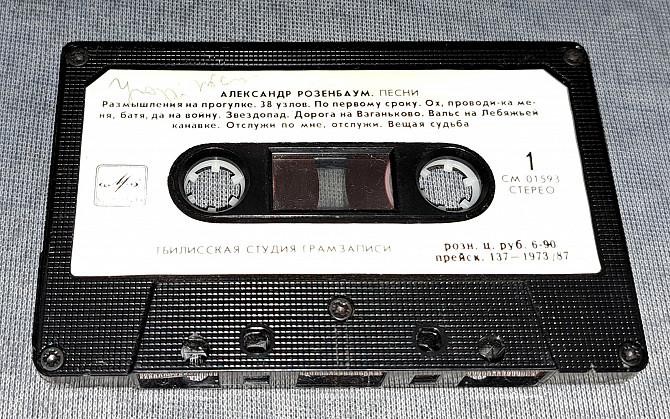 АЛЕКСАНДР РОЗЕНБАУМ. ПЕСНИ
Размышления на прогулке. 38 узлов. По первому сроку. Ох, проводи-ка ме-
ня, батя, да на войну. Звездопад. Дорога на Ваганьково. Вальс на Лебяжьей
канавке. Отслужи по мне, отслужи. Вещая судьба
1
СМ 01593
СТЕРЕО
ТБИЛИССКАЯ СТУДИЯ ГРАМЗАПИСИ
розн. ц. руб. 6-90
прейск. 137—1973/87